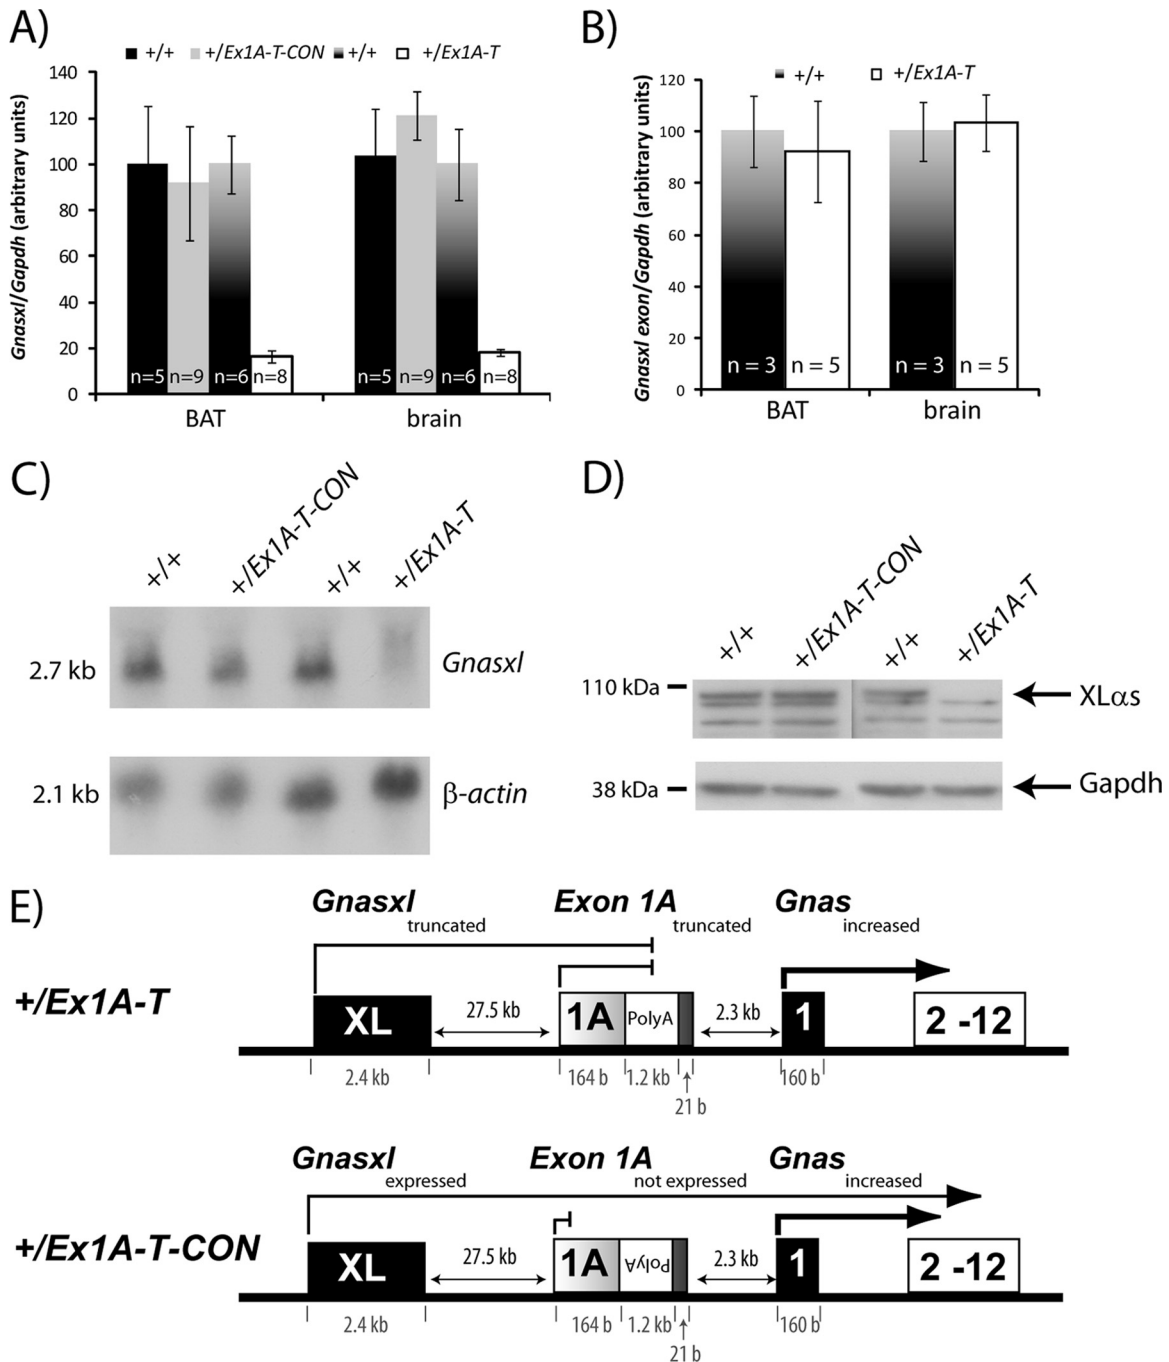 A)
+/+ +/Ex1A-T-CON +/+ +/Ex1A-T
Gnasxl/Gapdh (arbitrary units)
140
120
100
80
60
40
20
0
n=5 n=9 n=6 n=8
n=5 n=9 n=6 n=8
BAT brain
B)
+/+ +/Ex1A-T
Gnasxl exon/Gapdh (arbitrary units)
120
100
80
60
40
20
0
n = 3 n = 5
n = 3 n = 5
BAT brain
C)
+/+ +/Ex1A-T-CON +/+ +/Ex1A-T
2.7 kb Gnasxl
2.1 kb β-actin
D)
+/+ +/Ex1A-T-CON +/+ +/Ex1A-T
110 kDa XLαs
38 kDa Gapdh
E)
Gnasxl Exon 1A Gnas
truncated truncated increased
+/Ex1A-T
XL 27.5 kb 1A PolyA 2.3 kb 1 2 -12
2.4 kb 164 b 1.2 kb 160 b
21 b
Gnasxl Exon 1A Gnas
expressed not expressed increased
+/Ex1A-T-CON
XL 27.5 kb 1A PolyA 2.3 kb 1 2 -12
2.4 kb 164 b 1.2 kb 160 b
21 b